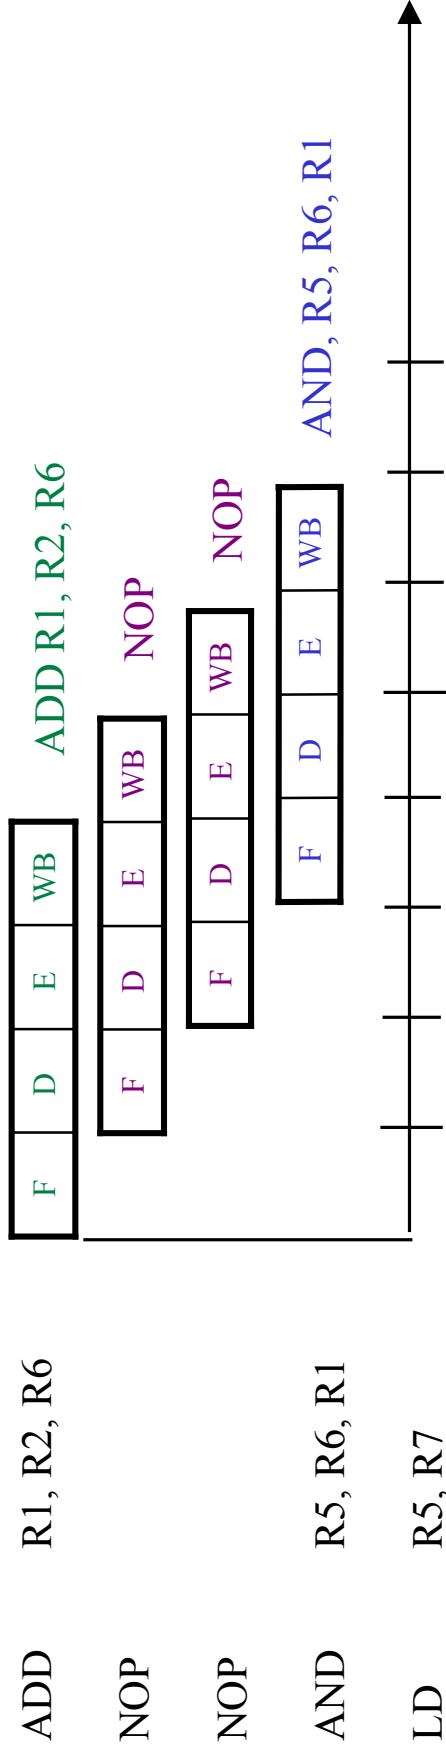 ADD R1, R2, R6
NOP
NOP
AND R5, R6, R1
LD R5, R7
F D E WB ADD R1, R2, R6
F D E WB NOP
F D E WB NOP
F D E WB AND, R5, R6, R1